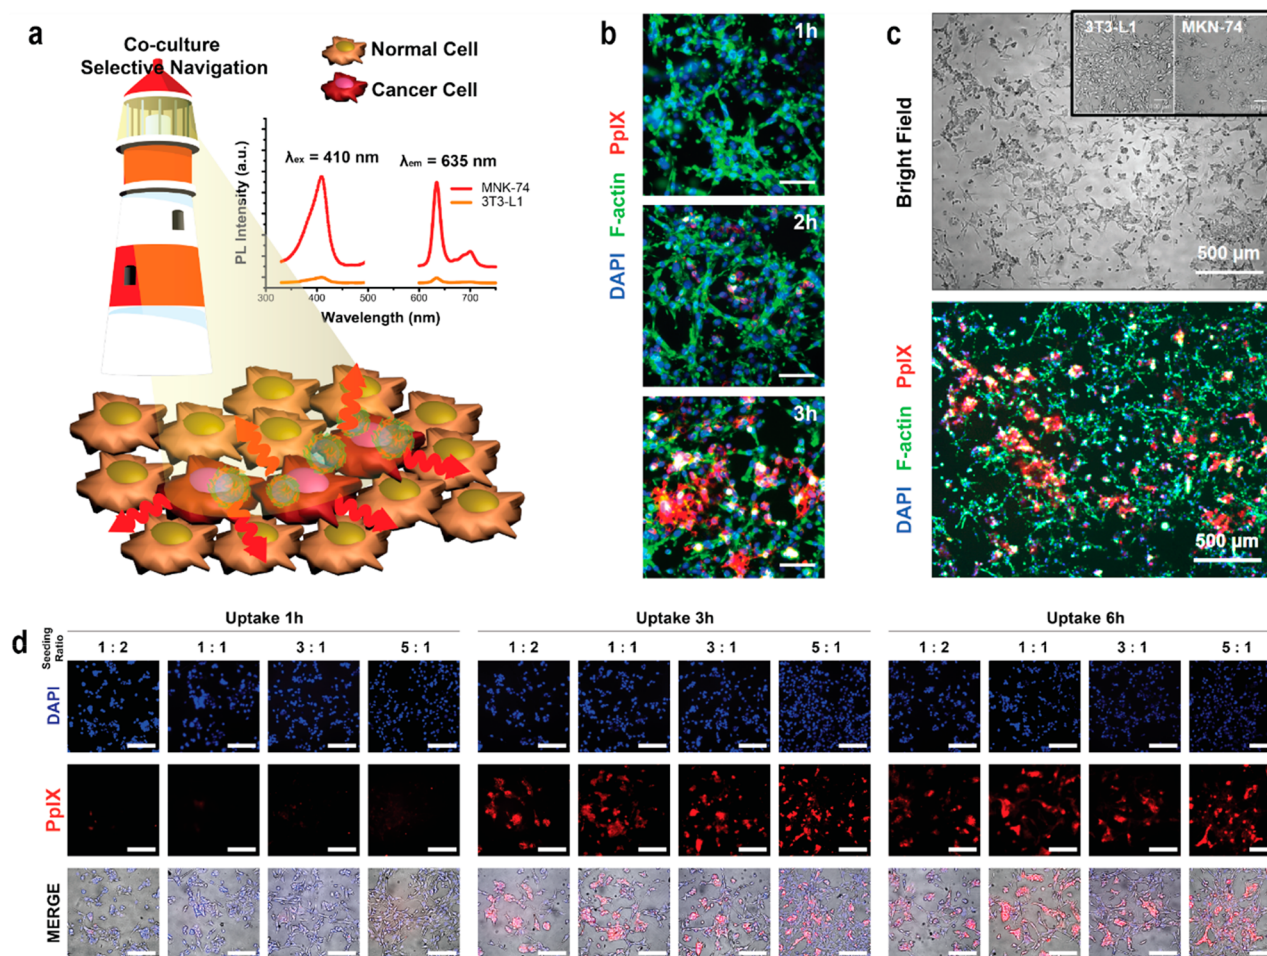 a
Co-culture
Selective Navigation
Normal Cell
Cancer Cell
λex = 410 nm
λem = 635 nm
MNK-74
3T3-L1
PL Intensity (a.u.)
300 400 500 600 700
Wavelength (nm)
b
DAPI F-actin PpIX
1h
2h
3h
c
Bright Field
3T3-L1
MKN-74
500 μm
DAPI F-actin PpIX
500 μm
d
Uptake 1h
Uptake 3h
Uptake 6h
Seeding
Ratio
1 : 2 1 : 1 3 : 1 5 : 1
1 : 2 1 : 1 3 : 1 5 : 1
1 : 2 1 : 1 3 : 1 5 : 1
DAPI
PpIX
MERGE